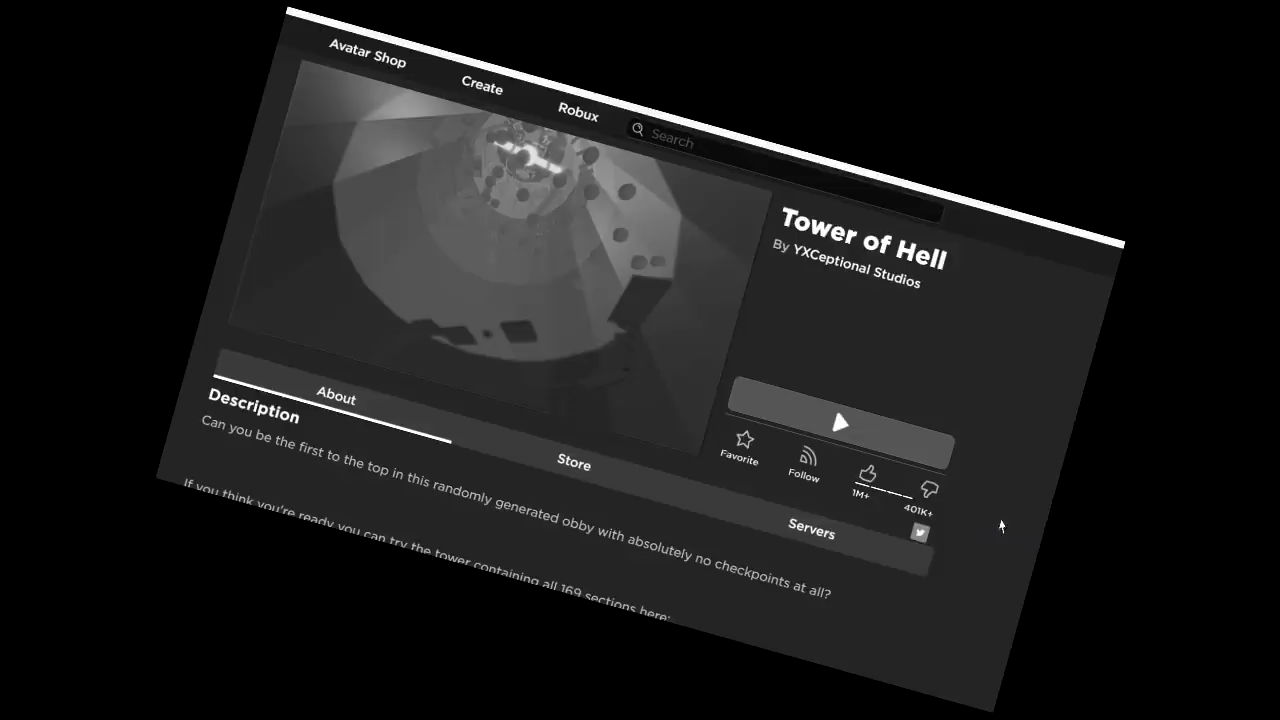 Avatar Shop
Create
Robux
Search
Tower of Hell
By YXCeptional Studios
Favorite
Follow
1M+
401K+
About
Store
Servers
Description
Can you be the first to the top in this randomly generated obby with absolutely no checkpoints at all?
If you think you're ready you can try the tower containing all 169 sections here: